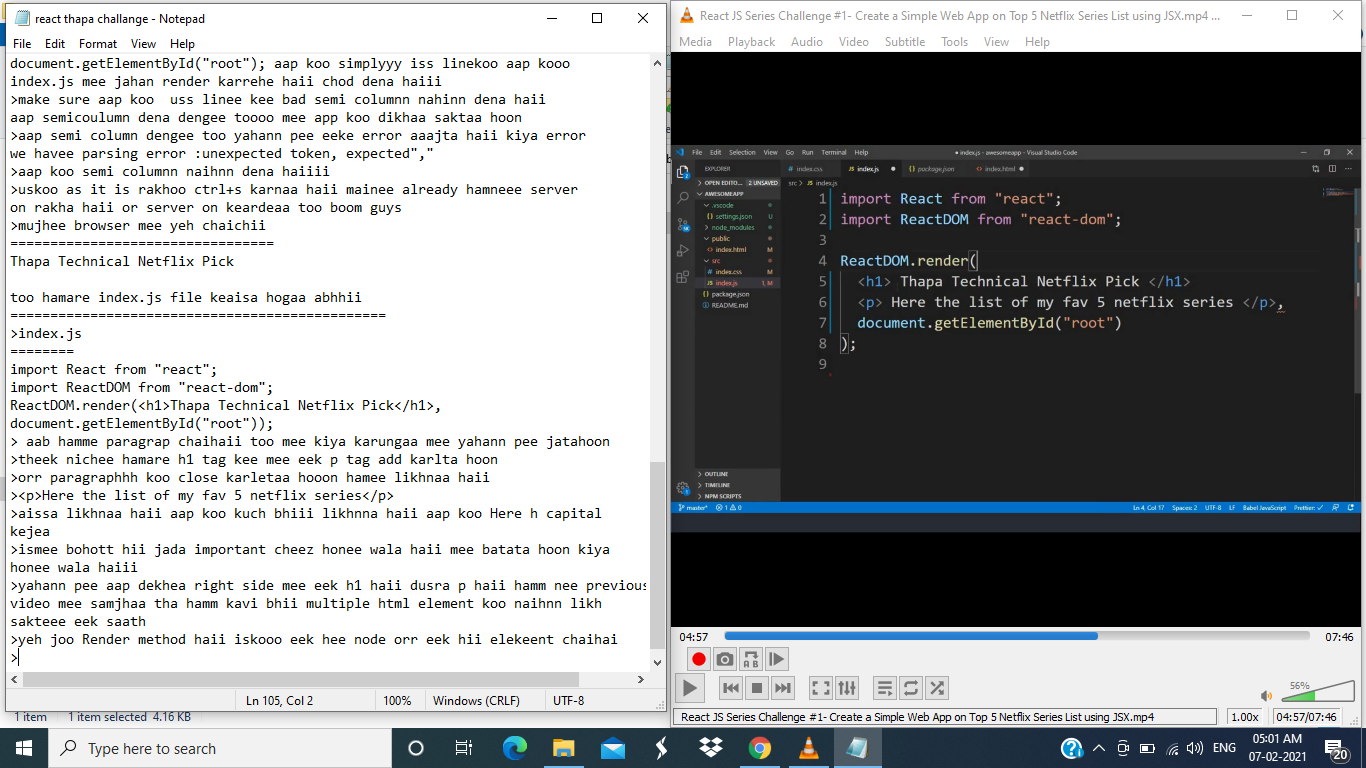 react thapa challange - Notepad
File Edit Format View Help
document.getElementById("root"); aap koo simplyyy iss linekoo aap kooo
index.js mee jahan render karrehe haii chod dena haiii
>make sure aap koo  uss linee kee bad semi columnn nahinn dena haii
aap semicoulumn dena dengee toooo mee app koo dikhaa saktaa hoon
>aap semi column dengee too yahann pee eeke error aaajta haii kiya error
we havee parsing error :unexpected token, expected","
>aap koo semi columnn naihnn dena haiiii
>uskoo as it is rakhoo ctrl+s karnaa haii mainee already hamneee server
on rakha haii or server on keardeaa too boom guys
>mujhee browser mee yeh chaichii
=================================
Thapa Technical Netflix Pick
too hamare index.js file keaisa hogaa abhhii
===============================================
>index.js
========
import React from "react";
import ReactDOM from "react-dom";
ReactDOM.render(<h1>Thapa Technical Netflix Pick</h1>,
document.getElementById("root"));
> aab hamme paragrap chaihaii too mee kiya karungaa mee yahann pee jatahoon
>theek nichee hamare h1 tag kee mee eek p tag add karlta hoon
>orr paragraphhh koo close karletaa hooon hamee likhnaa haii
><p>Here the list of my fav 5 netflix series</p>
>aissa likhnaa haii aap koo kuch bhiii likhnna haii aap koo Here h capital
kejea
>ismee bohott hii jada important cheez honee wala haii mee batata hoon kiya
honee wala haiii
>yahann pee aap dekhea right side mee eek h1 haii dusra p haii hamm nee previous
video mee samjhaa tha hamm kavi bhii multiple html element koo naihnn likh
sakteee eek saath
>yeh joo Render method haii iskooo eek hee node orr eek hii elekeent chaihai
>
Ln 105, Col 2 100% Windows (CRLF) UTF-8
1 item 1 item selected 4.16 KB
React JS Series Challenge #1- Create a Simple Web App on Top 5 Netflix Series List using JSX.mp4 ...
Media Playback Audio Video Subtitle Tools View Help
File Edit Selection View Go Run Terminal Help
● index.js - awesomeapp - Visual Studio Code
EXPLORER
OPEN EDITO... 2 UNSAVED
AWESOMEAPP
.vscode
settings.json U
node_modules
public
index.html M
src
index.css M
index.js 1, M
package.json
README.md
OUTLINE
TIMELINE
NPM SCRIPTS
index.css index.js package.json index.html
src > index.js
1 import React from "react";
2 import ReactDOM from "react-dom";
3
4 ReactDOM.render(
5 <h1> Thapa Technical Netflix Pick </h1>
6 <p> Here the list of my fav 5 netflix series </p>,
7 document.getElementById("root")
8 );
9
master* 1 0 Ln 4, Col 17 Spaces: 2 UTF-8 LF Babel JavaScript Prettier: ✓
04:57 07:46
A B
56%
React JS Series Challenge #1- Create a Simple Web App on Top 5 Netflix Series List using JSX.mp4 1.00x 04:57/07:46
Type here to search
ENG
05:01 AM
07-02-2021
20